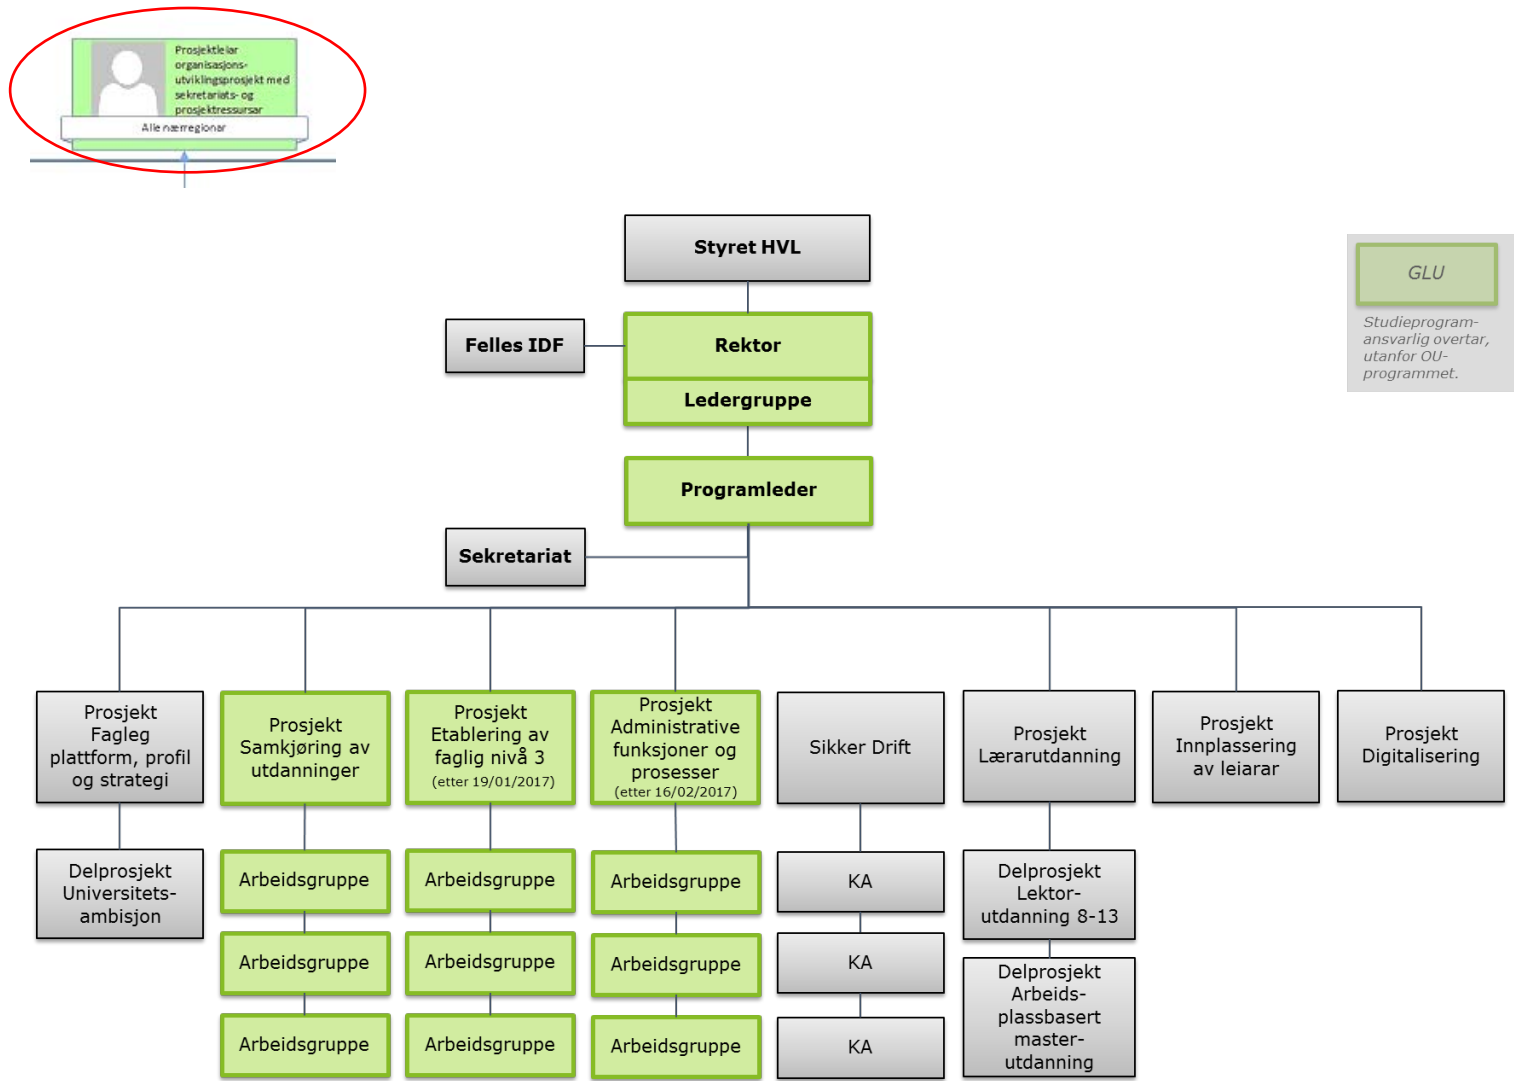 Prosjektleiar
organisasjons-
utviklingsprosjekt med
sekretariats- og
prosjektressursar
Alle nærregionar
Styret HVL
GLU
Studieprogram-
ansvarlig overtar,
utanfor OU-
programmet.
Felles IDF
Rektor
Ledergruppe
Programleder
Sekretariat
Prosjekt
Fagleg
plattform, profil
og strategi
Prosjekt
Samkjøring av
utdanninger
Prosjekt
Etablering av
faglig nivå 3
(etter 19/01/2017)
Prosjekt
Administrative
funksjoner og
prosesser
(etter 16/02/2017)
Sikker Drift
Prosjekt
Lærarutdanning
Prosjekt
Innplassering
av leiarar
Prosjekt
Digitalisering
Delprosjekt
Universitets-
ambisjon
Arbeidsgruppe
Arbeidsgruppe
Arbeidsgruppe
KA
Delprosjekt
Lektor-
utdanning 8-13
Arbeidsgruppe
Arbeidsgruppe
Arbeidsgruppe
KA
Delprosjekt
Arbeids-
plassbasert
master-
utdanning
Arbeidsgruppe
Arbeidsgruppe
Arbeidsgruppe
KA